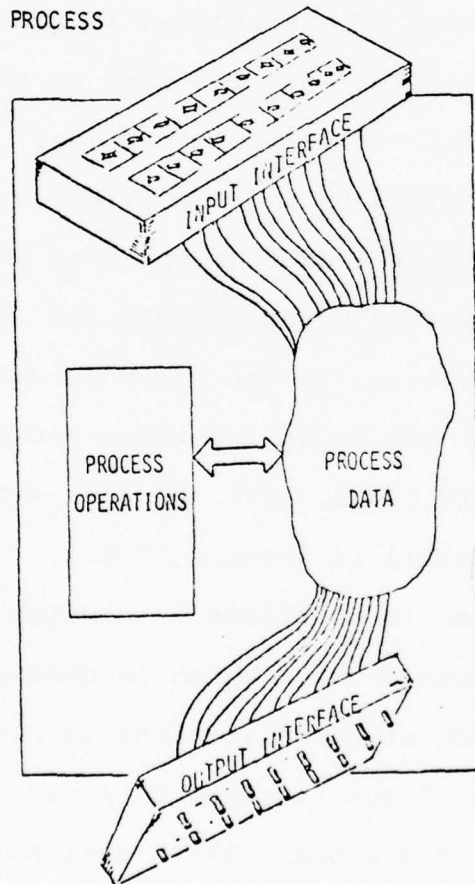 PROCESS
INPUT INTERFACE
PROCESS
OPERATIONS
PROCESS
DATA
OUTPUT INTERFACE